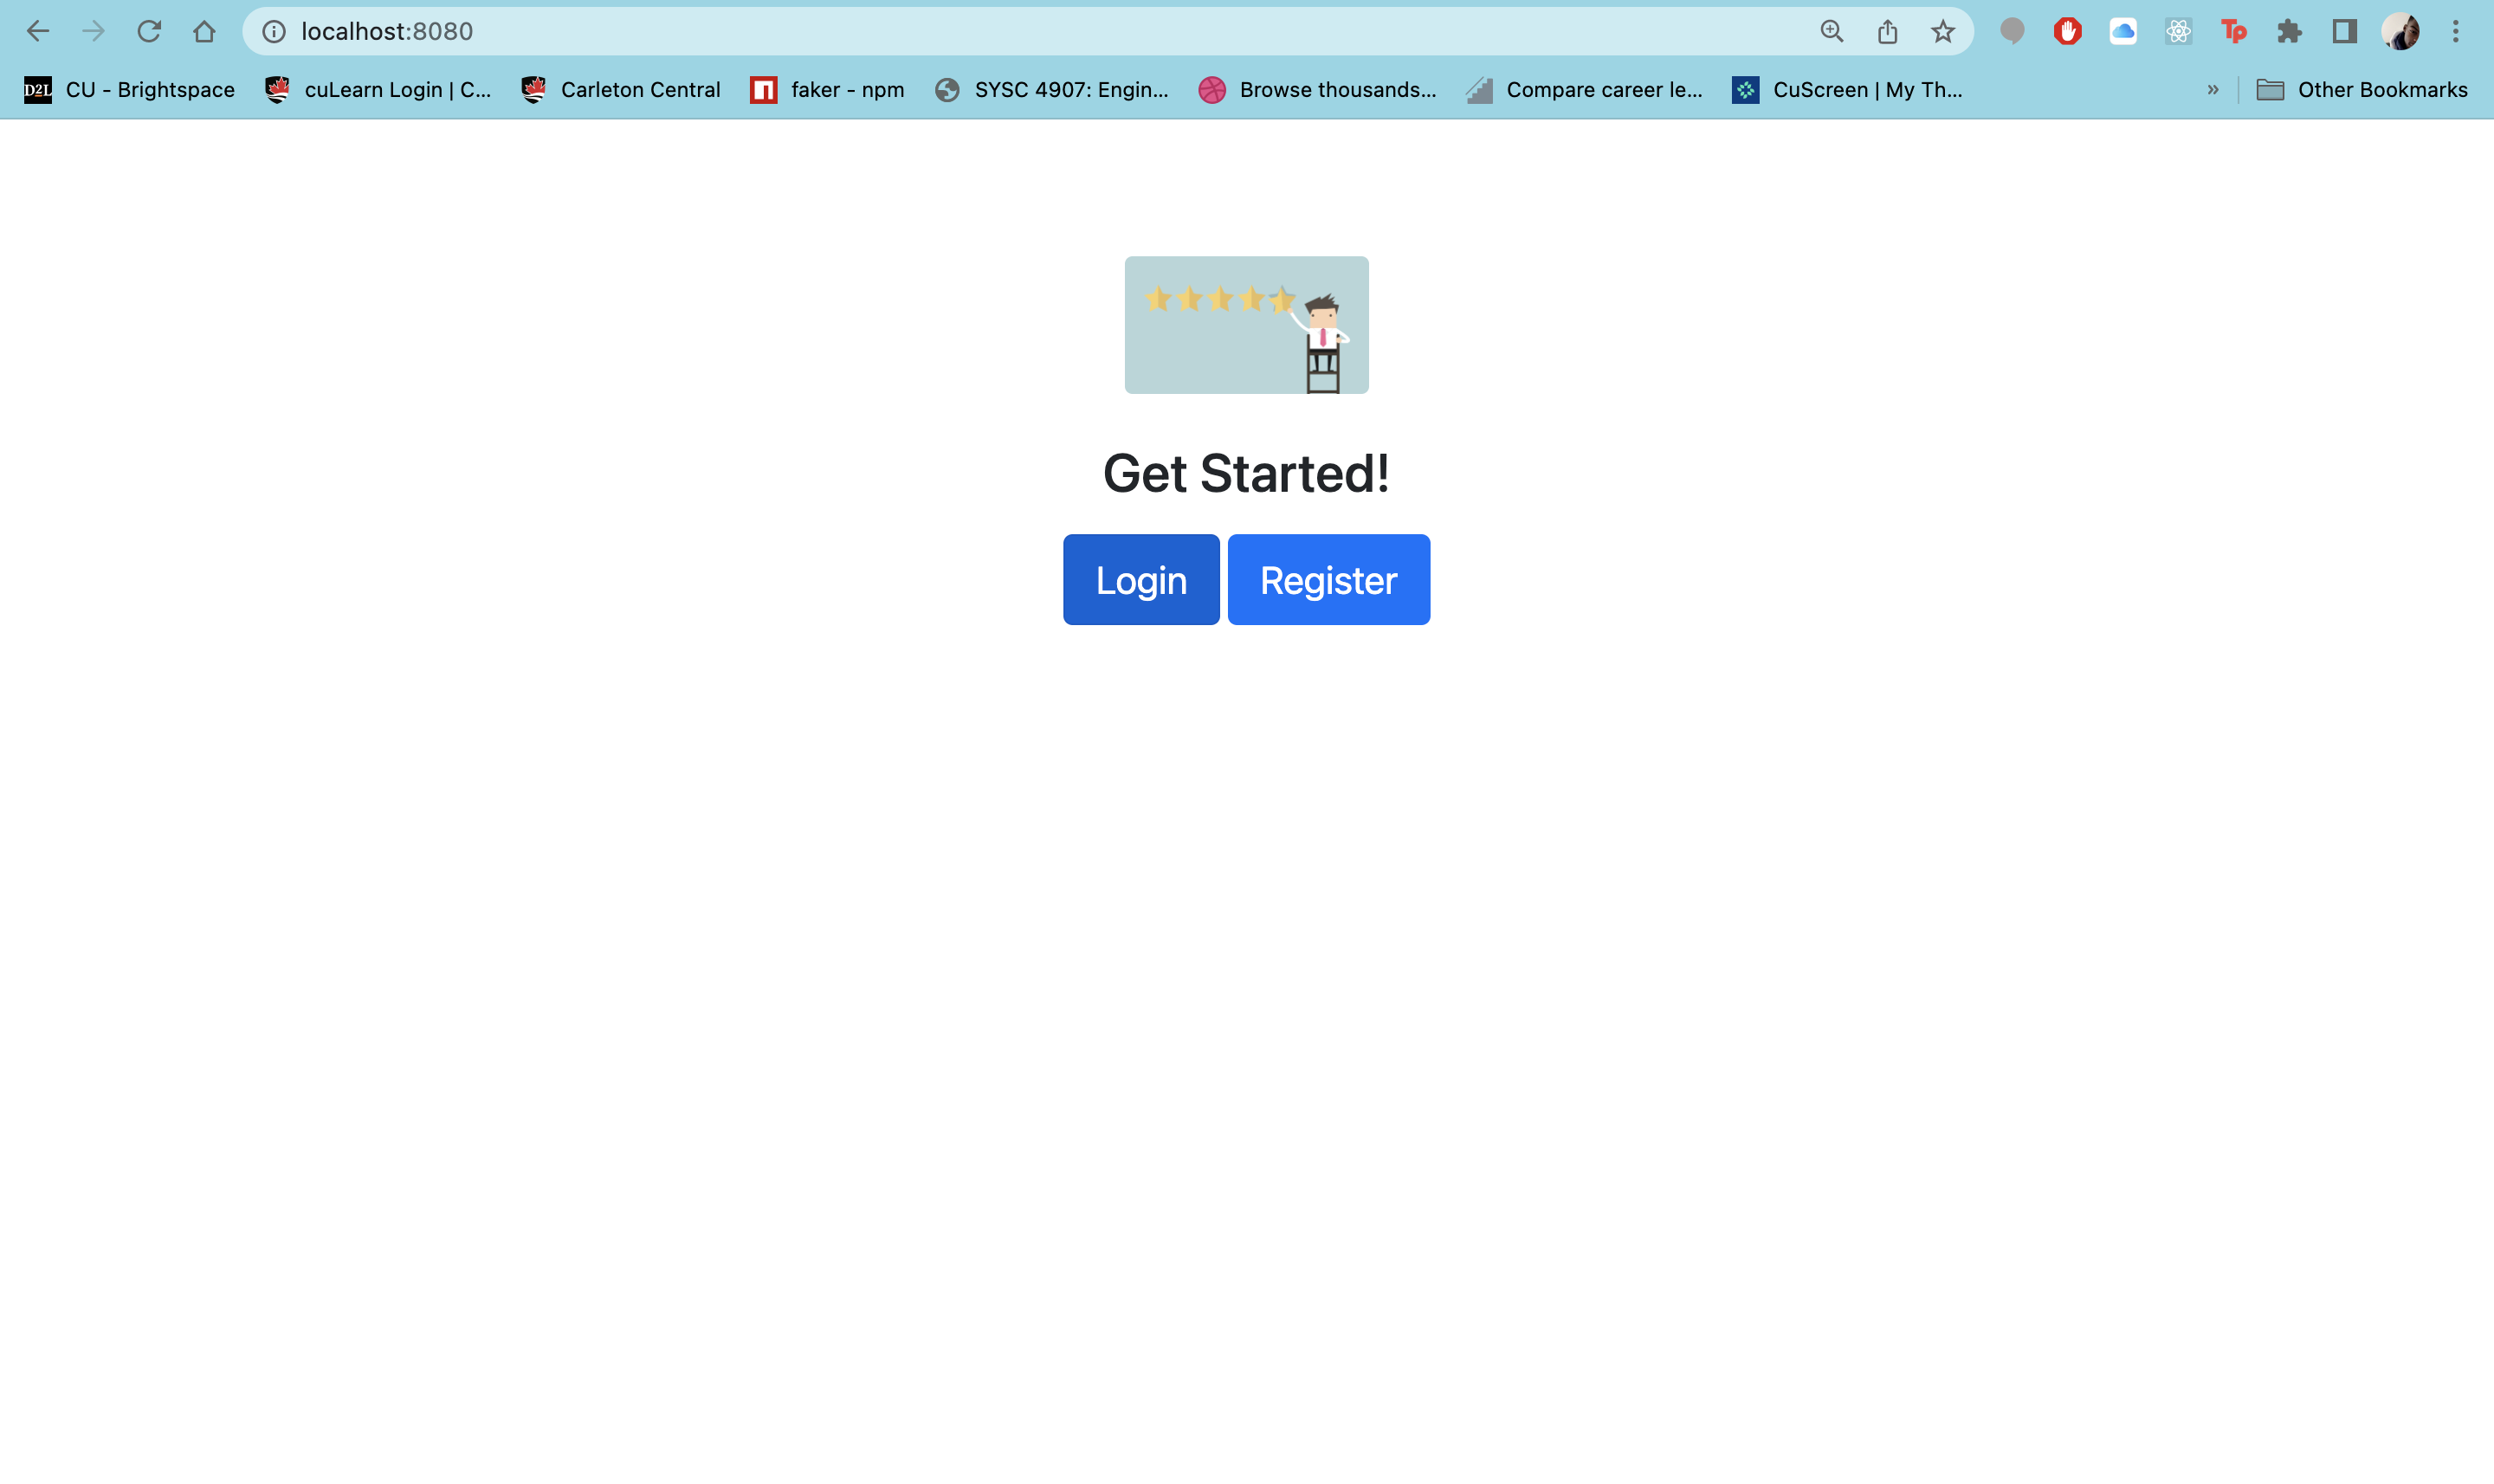 localhost:8080
Tp
D2L CU - Brightspace cuLearn Login | C... Carleton Central n faker - npm SYSC 4907: Engin... Browse thousands... Compare career le... CuScreen | My Th... » Other Bookmarks
Get Started!
Login Register